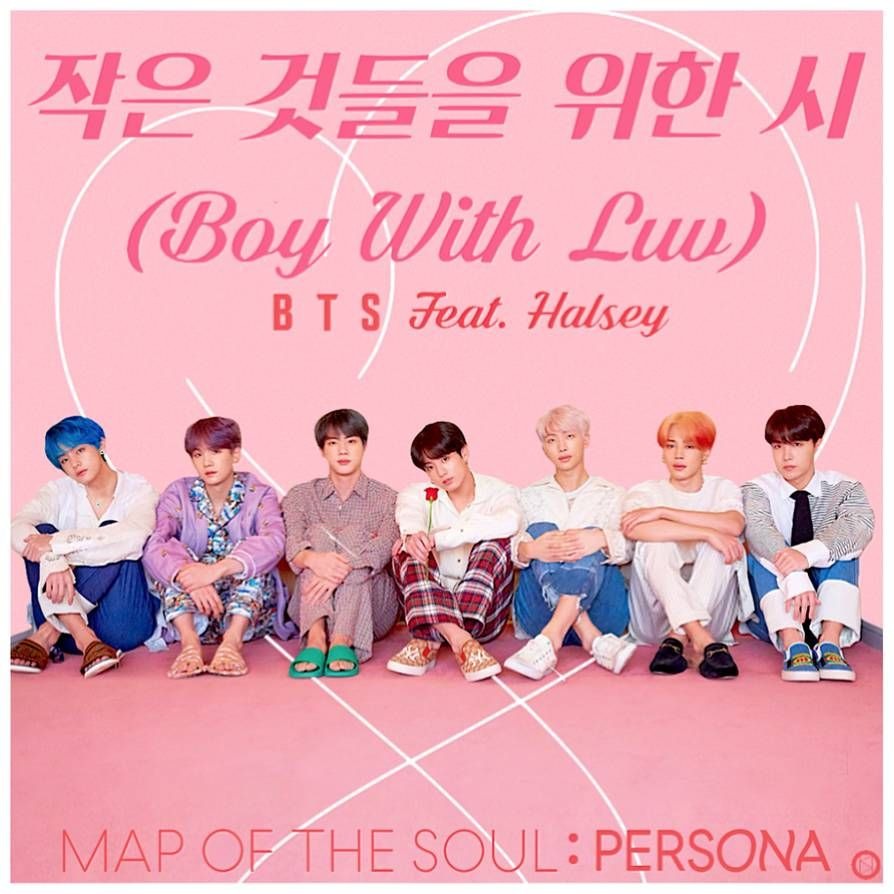 작은 것들을 위한 시
(Boy With Luv)
BTS Feat. Halsey
MAP OF THE SOUL : PERSONA